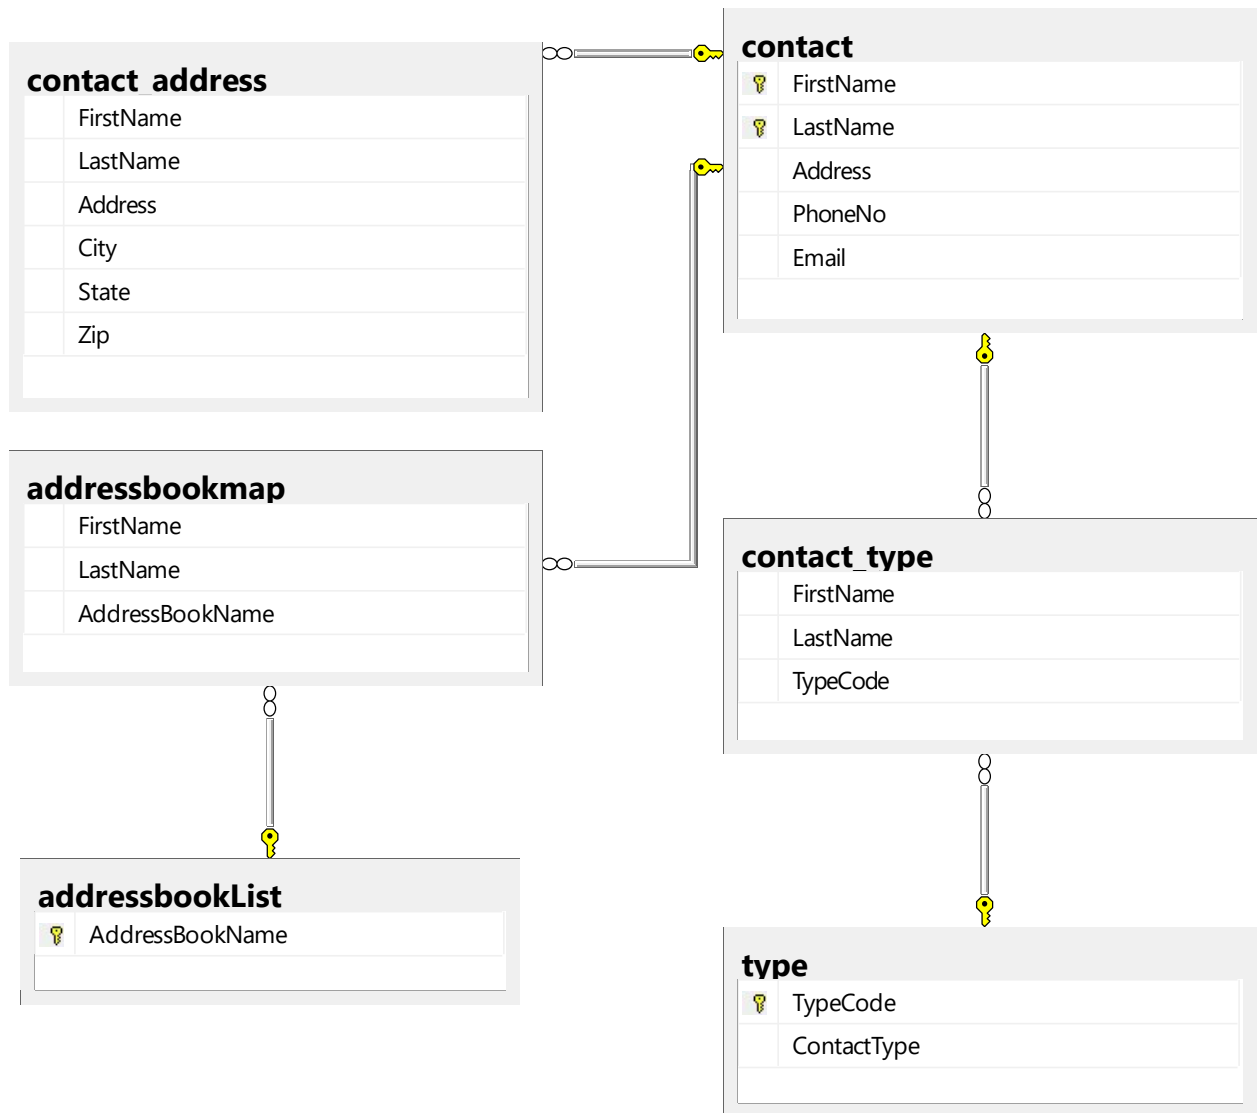 contact_address
FirstName
LastName
Address
City
State
Zip
contact
FirstName
LastName
Address
PhoneNo
Email
addressbookmap
FirstName
LastName
AddressBookName
contact_type
FirstName
LastName
TypeCode
addressbookList
AddressBookName
type
TypeCode
ContactType